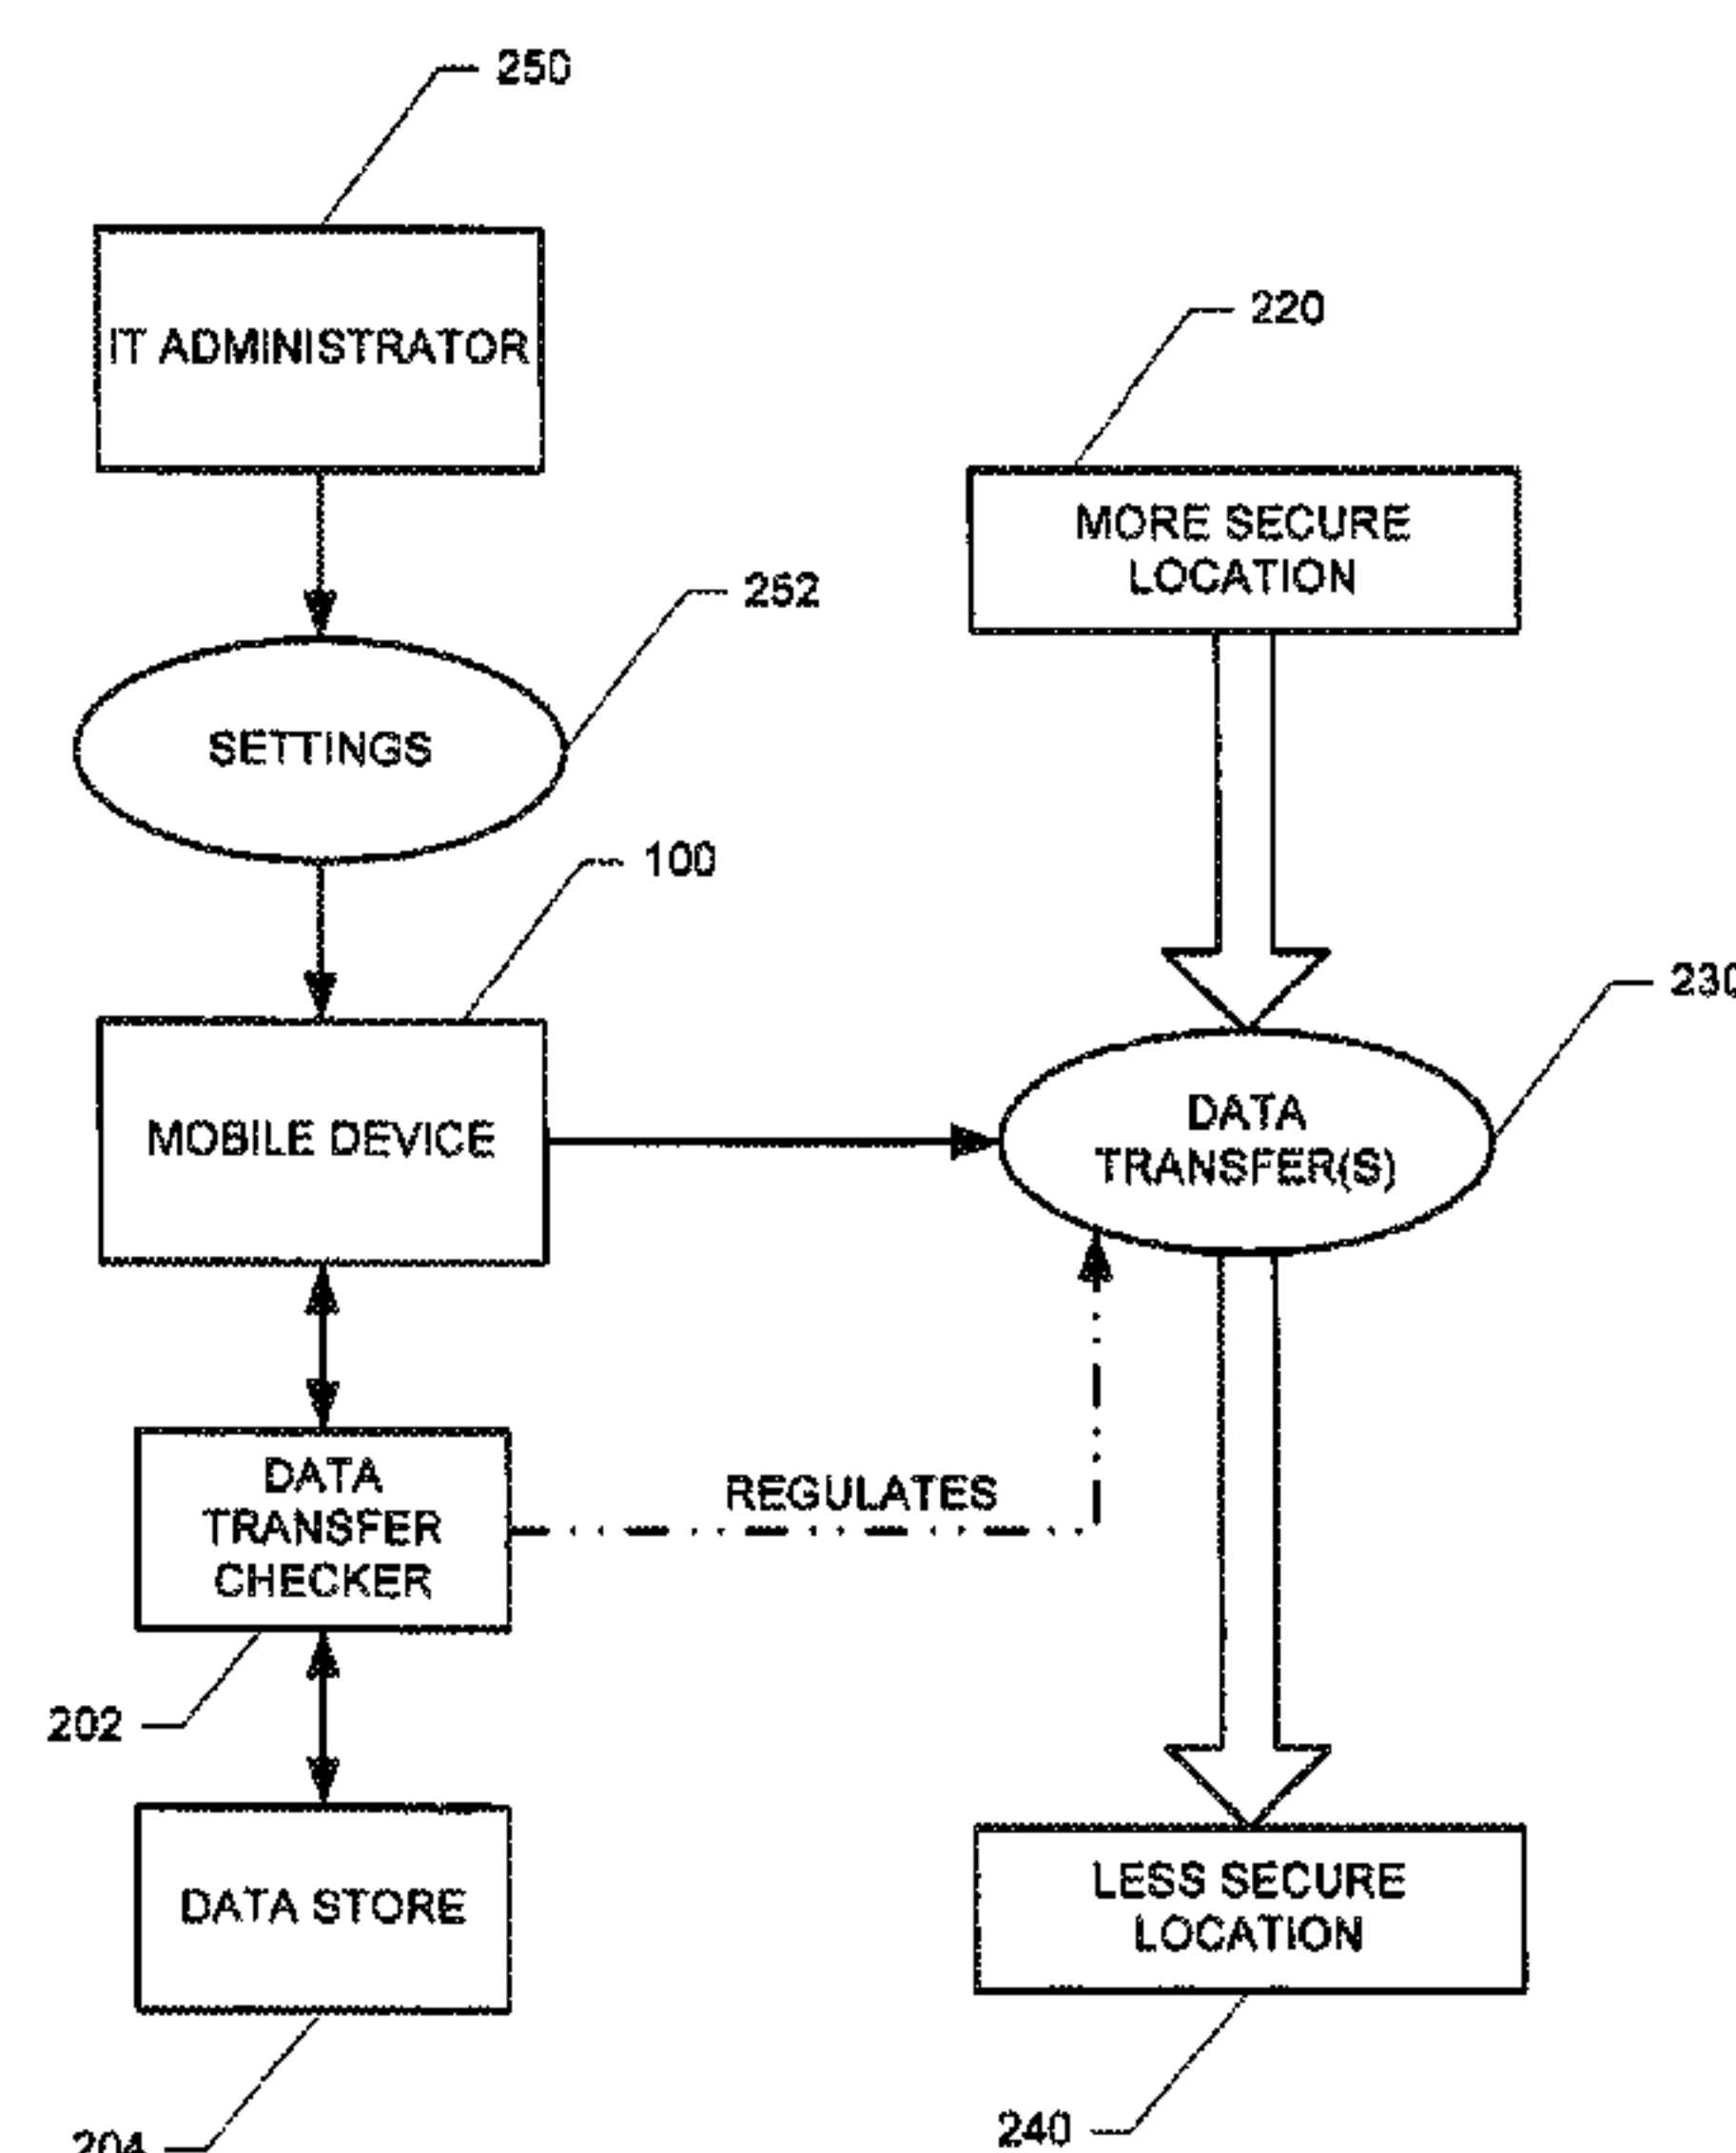 250
IT ADMINISTRATOR
220
MORE SECURE
LOCATION
252
SETTINGS
100
230
MOBILE DEVICE
DATA
TRANSFER(S)
DATA
TRANSFER
CHECKER
REGULATES
202
DATA STORE
LESS SECURE
LOCATION
204
240